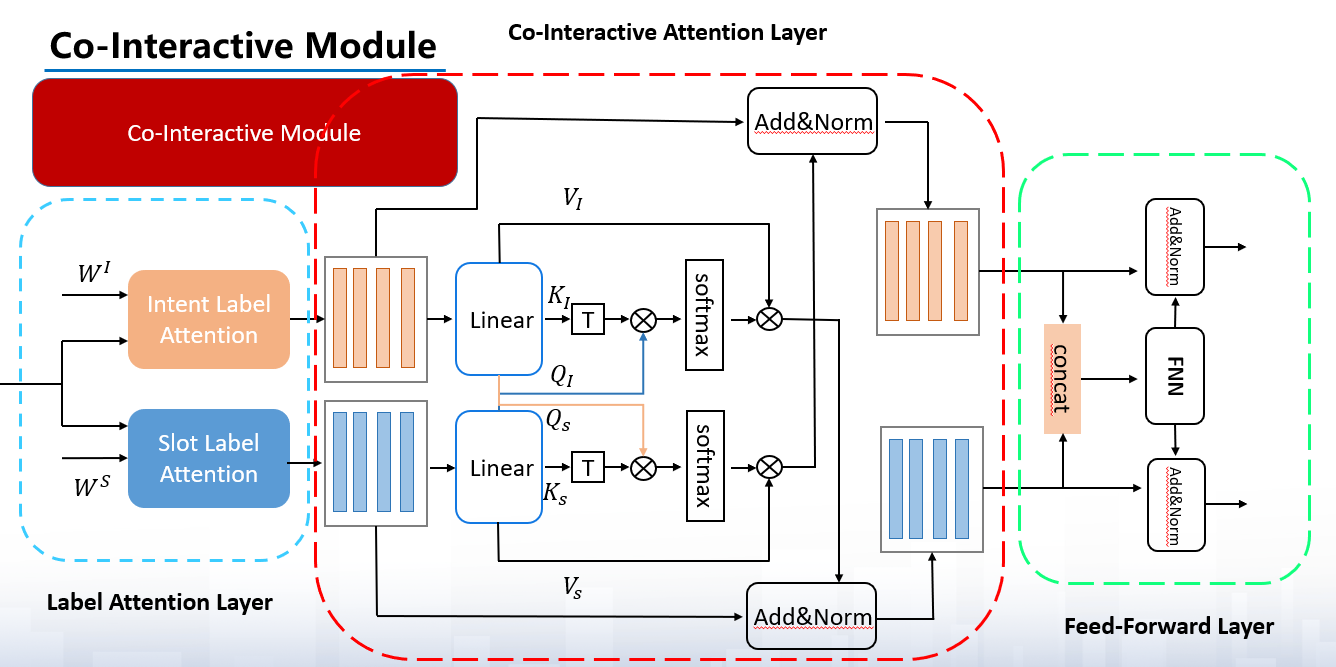 Co-Interactive Module
Co-Interactive Attention Layer
Co-Interactive Module
Add&Norm
V_I
W^I
Intent Label
Attention
Linear
K_I
T
softmax
Q_I
Slot Label
Attention
W^S
Linear
Q_s
K_s
T
softmax
V_s
Add&Norm
Add&Norm
concat
FNN
Add&Norm
Label Attention Layer
Feed-Forward Layer